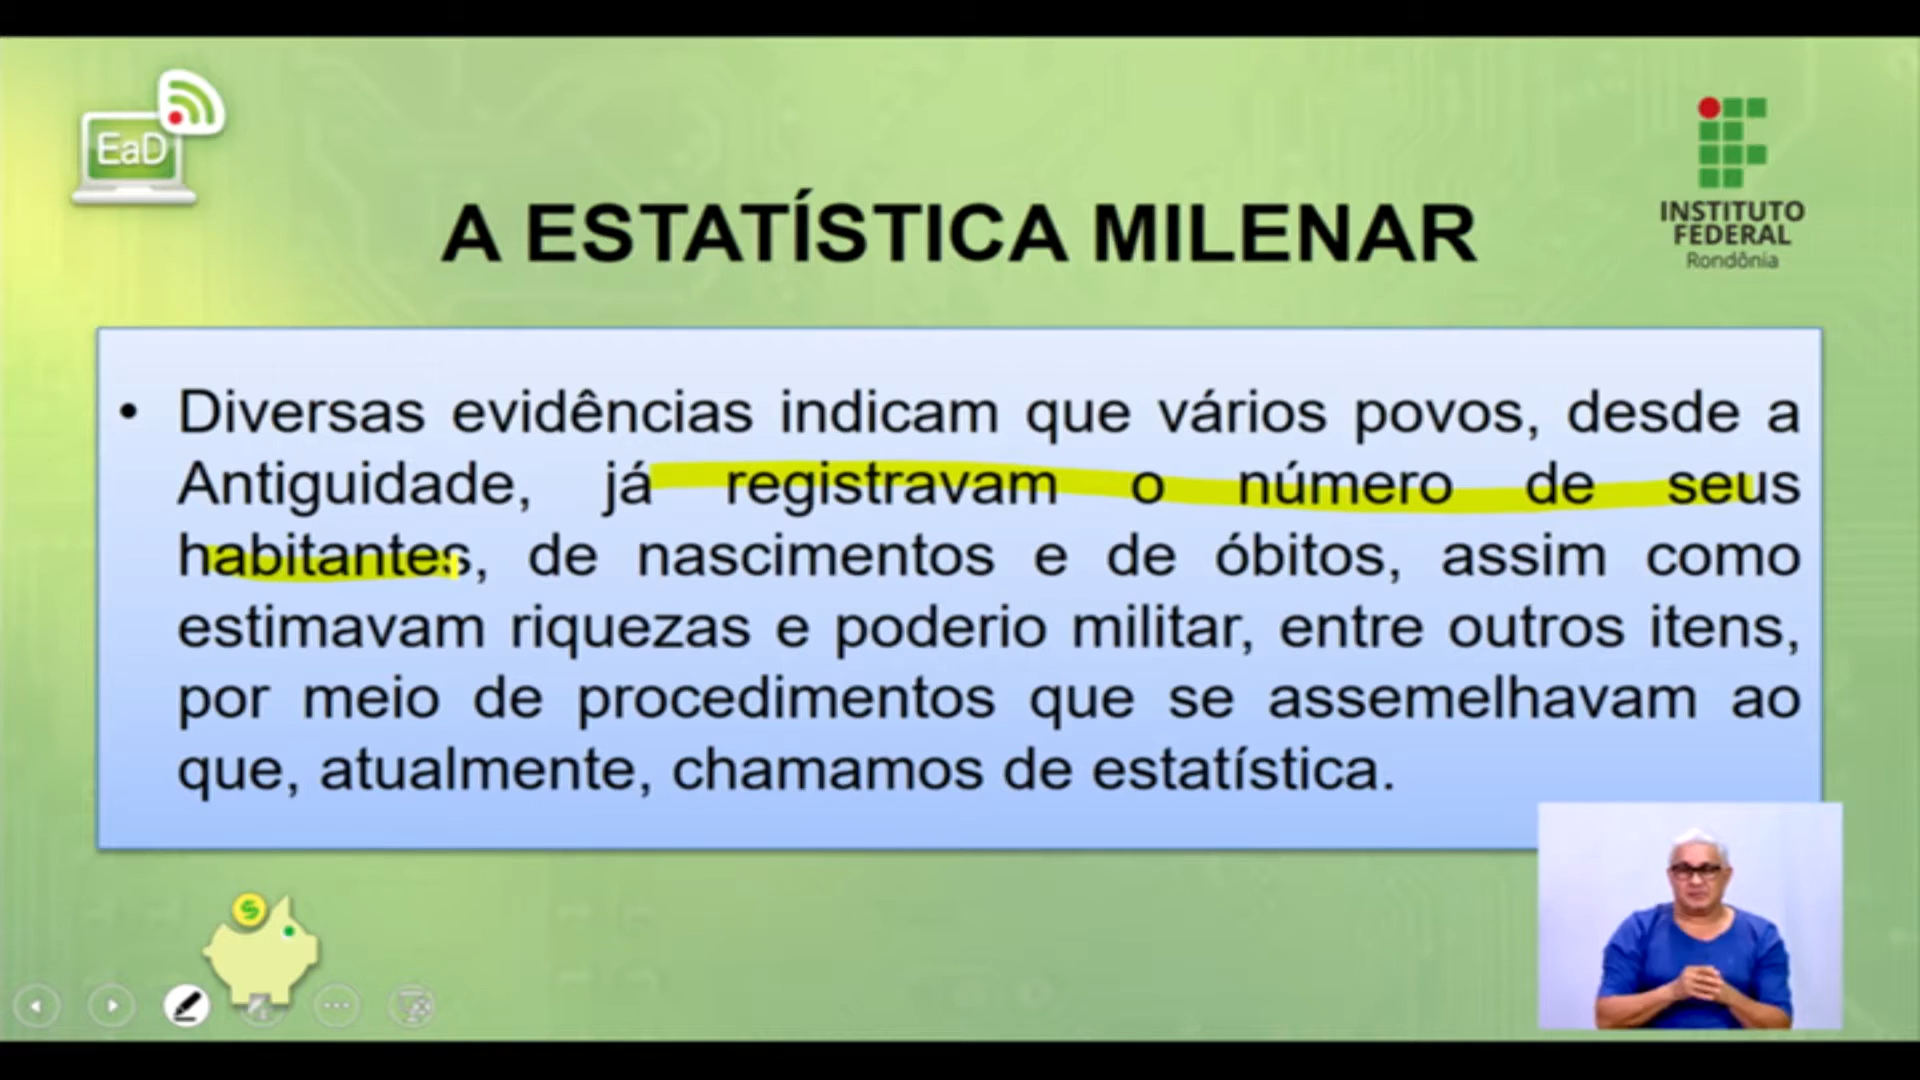 EaD
INSTITUTO
FEDERAL
Rondônia
A ESTATÍSTICA MILENAR
• Diversas evidências indicam que vários povos, desde a
Antiguidade, já registravam o número de seus
habitantes, de nascimentos e de óbitos, assim como
estimavam riquezas e poderio militar, entre outros itens,
por meio de procedimentos que se assemelhavam ao
que, atualmente, chamamos de estatística.
$